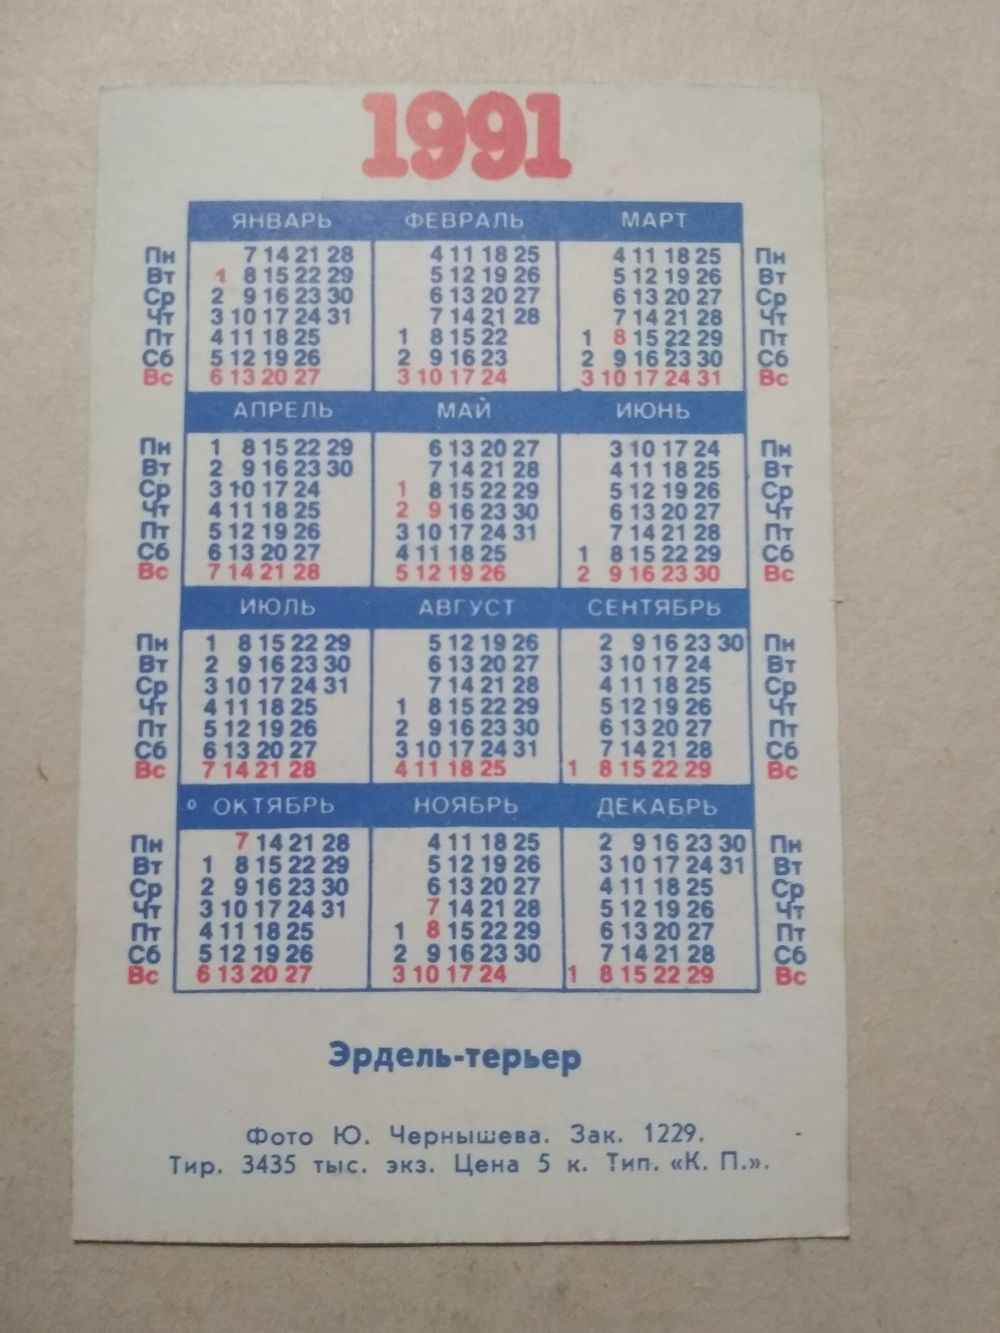 1991
ЯНВАРЬ ФЕВРАЛЬ МАРТ
Пн 7 14 21 28 4 11 18 25 4 11 18 25 Пн
Вт 1 8 15 22 29 5 12 19 26 5 12 19 26 Вт
Ср 2 9 16 23 30 6 13 20 27 6 13 20 27 Ср
Чт 3 10 17 24 31 7 14 21 28 7 14 21 28 Чт
Пт 4 11 18 25 1 8 15 22 1 8 15 22 29 Пт
Сб 5 12 19 26 2 9 16 23 2 9 16 23 30 Сб
Вс 6 13 20 27 3 10 17 24 3 10 17 24 31 Вс
АПРЕЛЬ МАЙ ИЮНЬ
Пн 1 8 15 22 29 6 13 20 27 3 10 17 24 Пн
Вт 2 9 16 23 30 7 14 21 28 4 11 18 25 Вт
Ср 3 10 17 24 1 8 15 22 29 5 12 19 26 Ср
Чт 4 11 18 25 2 9 16 23 30 6 13 20 27 Чт
Пт 5 12 19 26 3 10 17 24 31 7 14 21 28 Пт
Сб 6 13 20 27 4 11 18 25 1 8 15 22 29 Сб
Вс 7 14 21 28 5 12 19 26 2 9 16 23 30 Вс
ИЮЛЬ АВГУСТ СЕНТЯБРЬ
Пн 1 8 15 22 29 5 12 19 26 2 9 16 23 30 Пн
Вт 2 9 16 23 30 6 13 20 27 3 10 17 24 Вт
Ср 3 10 17 24 31 7 14 21 28 4 11 18 25 Ср
Чт 4 11 18 25 1 8 15 22 29 5 12 19 26 Чт
Пт 5 12 19 26 2 9 16 23 30 6 13 20 27 Пт
Сб 6 13 20 27 3 10 17 24 31 7 14 21 28 Сб
Вс 7 14 21 28 4 11 18 25 1 8 15 22 29 Вс
ОКТЯБРЬ НОЯБРЬ ДЕКАБРЬ
Пн 7 14 21 28 4 11 18 25 2 9 16 23 30 Пн
Вт 1 8 15 22 29 5 12 19 26 3 10 17 24 31 Вт
Ср 2 9 16 23 30 6 13 20 27 4 11 18 25 Ср
Чт 3 10 17 24 31 7 14 21 28 5 12 19 26 Чт
Пт 4 11 18 25 1 8 15 22 29 6 13 20 27 Пт
Сб 5 12 19 26 2 9 16 23 30 7 14 21 28 Сб
Вс 6 13 20 27 3 10 17 24 1 8 15 22 29 Вс
Эрдель-терьер
Фото Ю. Чернышева. Зак. 1229.
Тир. 3435 тыс. экз. Цена 5 к. Тип. «К. П.».